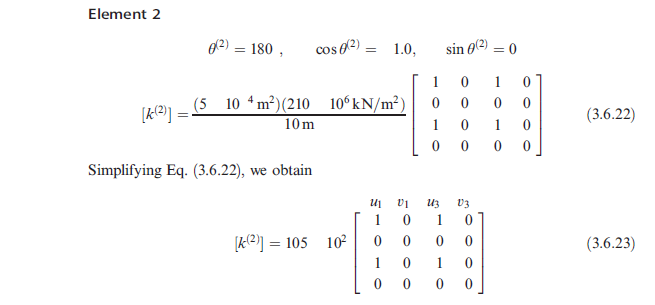 Element 2
θ(2) = 180 , cos θ(2) = 1.0, sin θ(2) = 0
[k(2)] = (5 10 4 m²)(210 10⁶ kN/m²) / 10 m [ 1 0 1 0 (3.6.22)
0 0 0 0
1 0 1 0
0 0 0 0 ]
Simplifying Eq. (3.6.22), we obtain
u₁ v₁ u₃ v₃
[k(2)] = 105 10² [ 1 0 1 0 (3.6.23)
0 0 0 0
1 0 1 0
0 0 0 0 ]